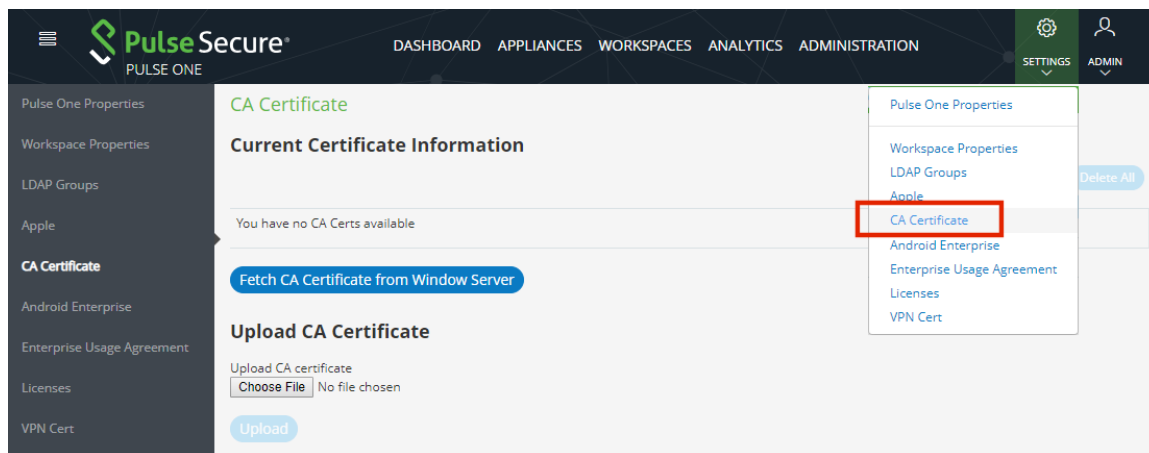 Pulse Secure®
PULSE ONE
DASHBOARD APPLIANCES WORKSPACES ANALYTICS ADMINISTRATION
SETTINGS
ADMIN
Pulse One Properties
Workspace Properties
LDAP Groups
Apple
CA Certificate
Android Enterprise
Enterprise Usage Agreement
Licenses
VPN Cert
CA Certificate
Current Certificate Information
Delete All
You have no CA Certs available
Fetch CA Certificate from Window Server
Upload CA Certificate
Upload CA certificate
Choose File No file chosen
Upload
Pulse One Properties
Workspace Properties
LDAP Groups
Apple
CA Certificate
Android Enterprise
Enterprise Usage Agreement
Licenses
VPN Cert